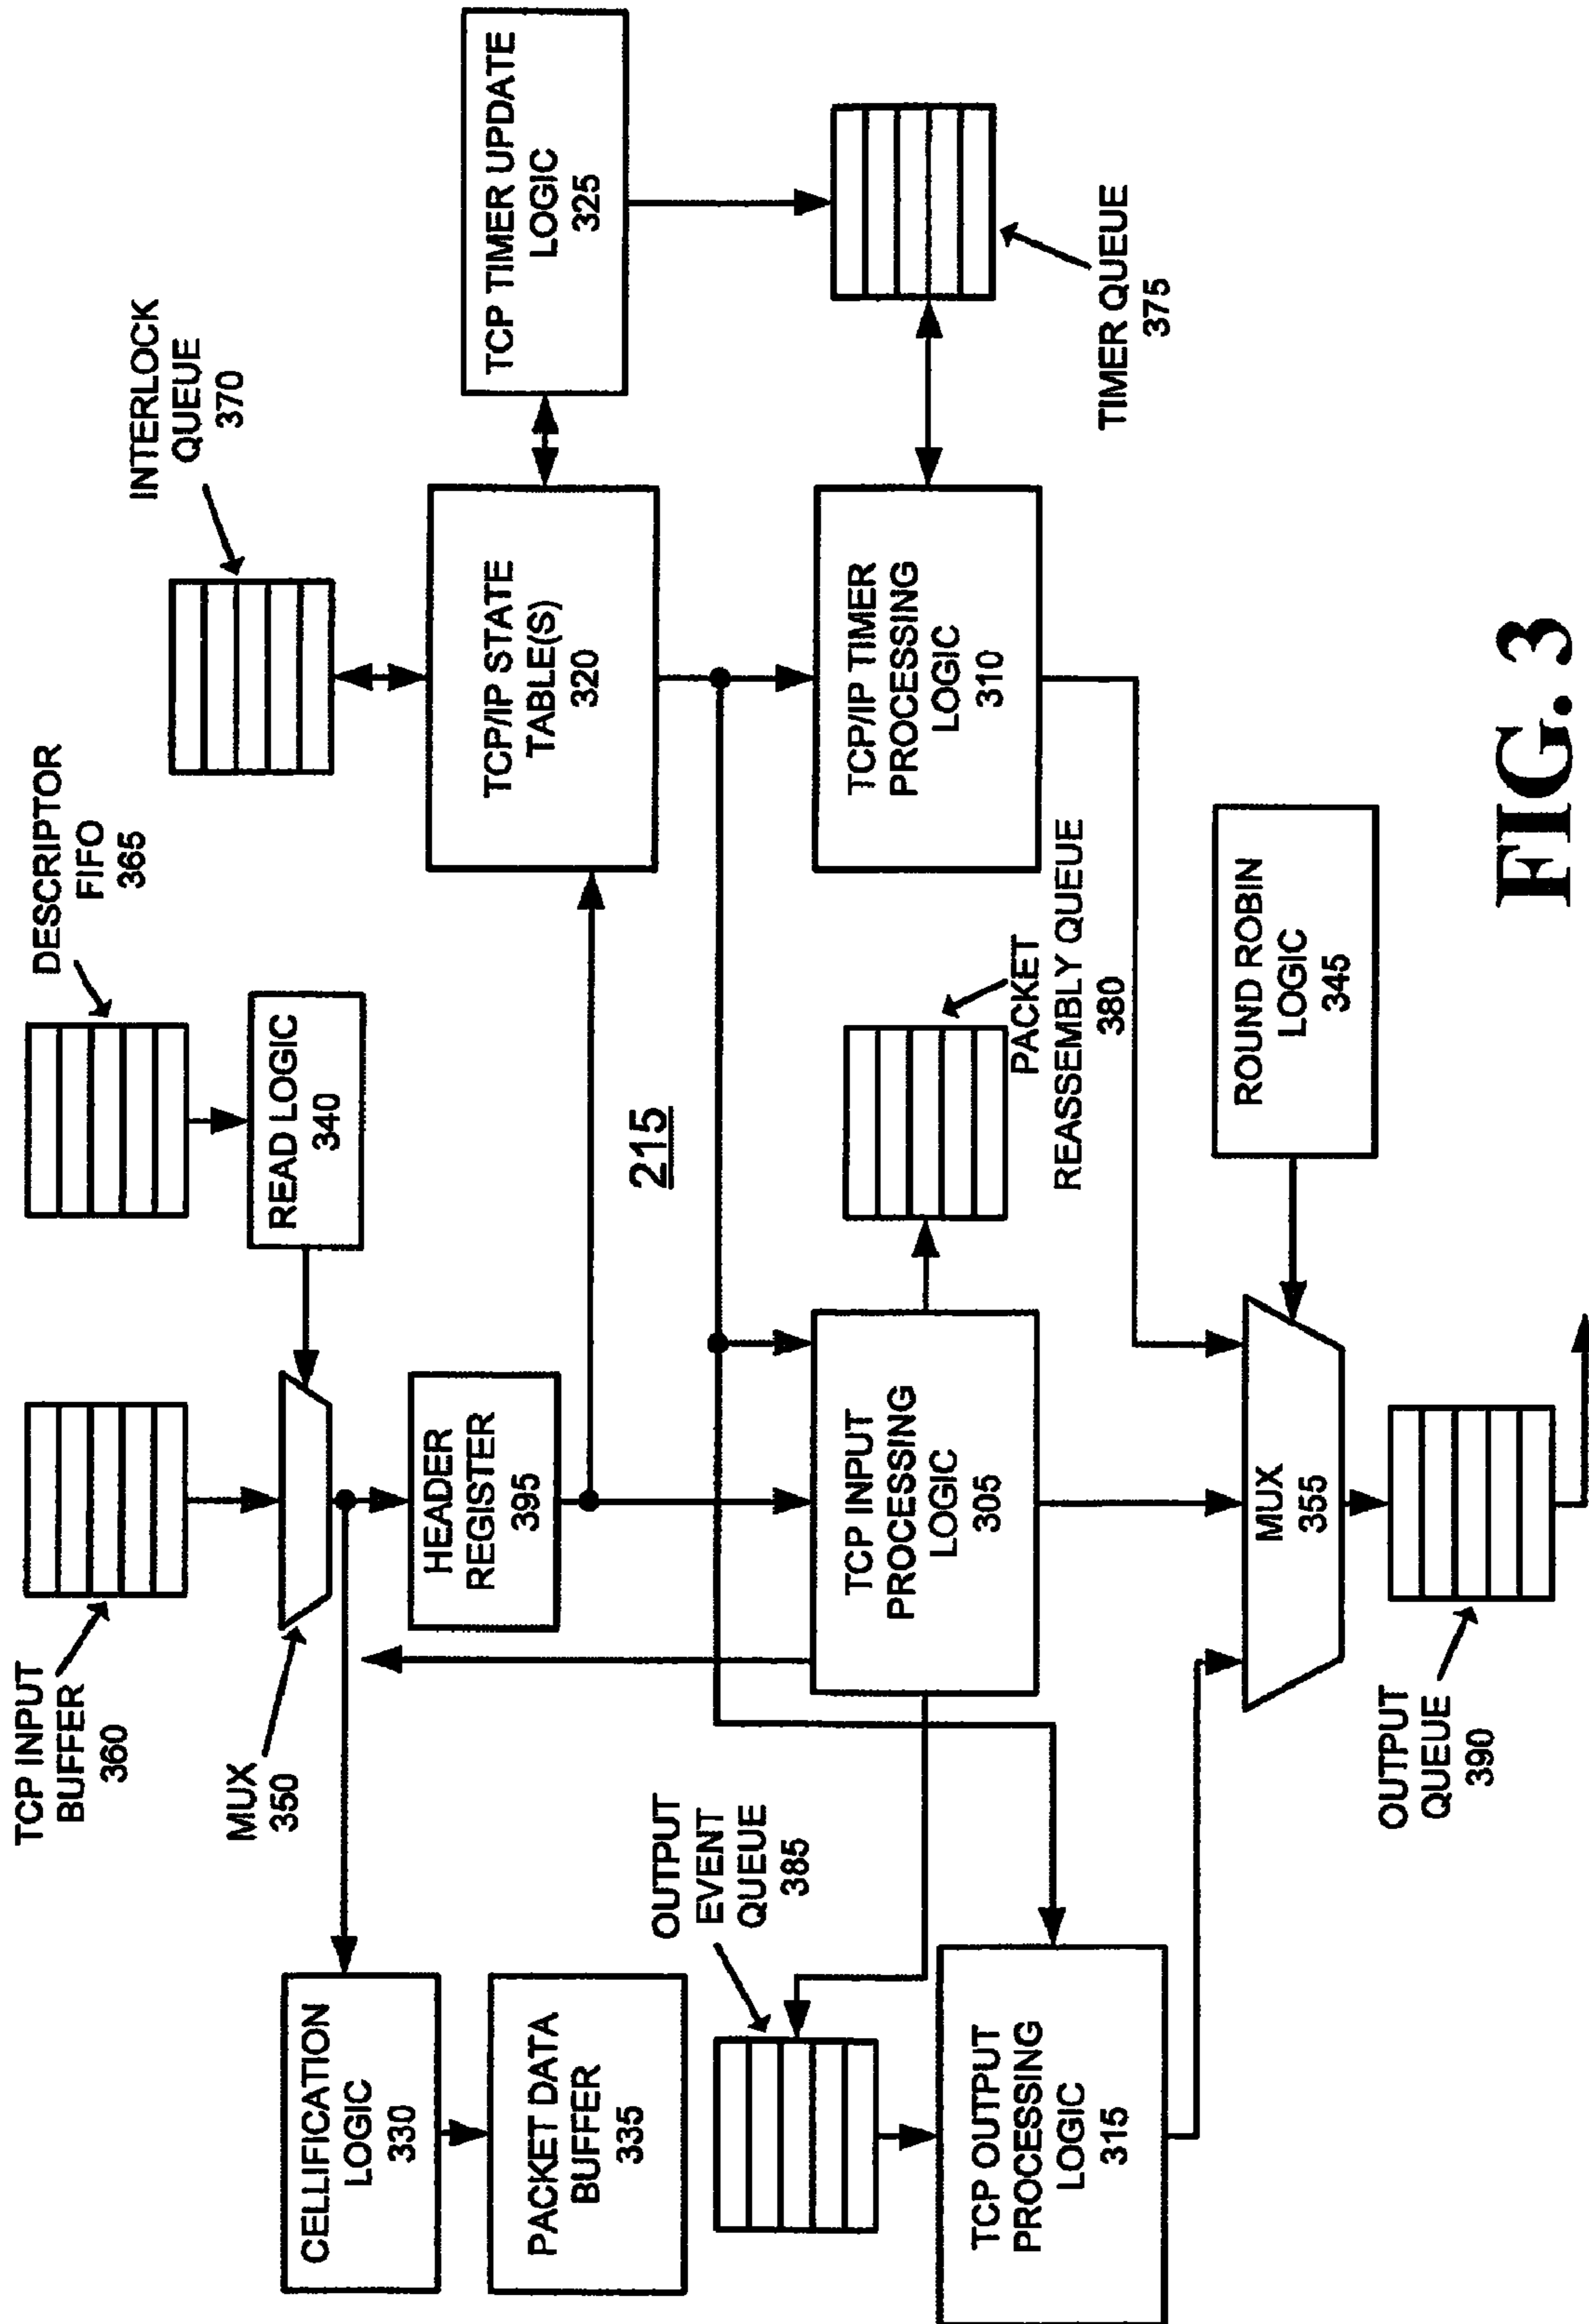 TCP INPUT
BUFFER
360
DESCRIPTOR
FIFO
365
INTERLOCK
QUEUE
370
MUX
350
READ LOGIC
340
CELLIFICATION
LOGIC
330
HEADER
REGISTER
395
TCP/IP STATE
TABLE(S)
320
TCP TIMER UPDATE
LOGIC
325
PACKET DATA
BUFFER
335
215
OUTPUT
EVENT
QUEUE
385
TCP INPUT
PROCESSING
LOGIC
305
PACKET
REASSEMBLY QUEUE
380
TCP/IP TIMER
PROCESSING
LOGIC
310
TIMER QUEUE
375
TCP OUTPUT
PROCESSING
LOGIC
315
MUX
355
ROUND ROBIN
LOGIC
345
OUTPUT
QUEUE
390
FIG. 3